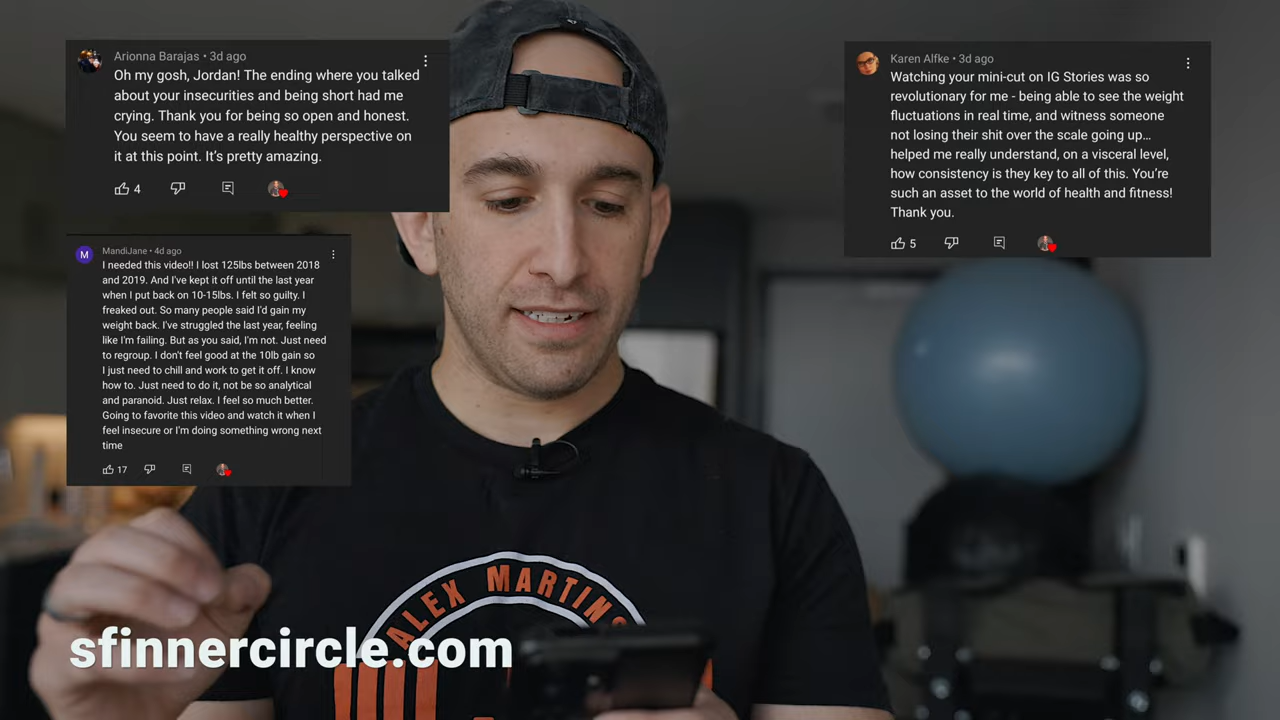 Arionna Barajas • 3d ago
Oh my gosh, Jordan! The ending where you talked
about your insecurities and being short had me
crying. Thank you for being so open and honest.
You seem to have a really healthy perspective on
it at this point. It's pretty amazing.
4
M
MandiJane • 4d ago
I needed this video!! I lost 125lbs between 2018
and 2019. And I've kept it off until the last year
when I put back on 10-15lbs. I felt so guilty. I
freaked out. So many people said I'd gain my
weight back. I've struggled the last year, feeling
like I'm failing. But as you said, I'm not. Just need
to regroup. I don't feel good at the 10lb gain so
I just need to chill and work to get it off. I know
how to. Just need to do it, not be so analytical
and paranoid. Just relax. I feel so much better.
Going to favorite this video and watch it when I
feel insecure or I'm doing something wrong next
time
17
Karen Alfke • 3d ago
Watching your mini-cut on IG Stories was so
revolutionary for me - being able to see the weight
fluctuations in real time, and witness someone
not losing their shit over the scale going up...
helped me really understand, on a visceral level,
how consistency is they key to all of this. You're
such an asset to the world of health and fitness!
Thank you.
5
ALEX MARTINS
sfinnercircle.com